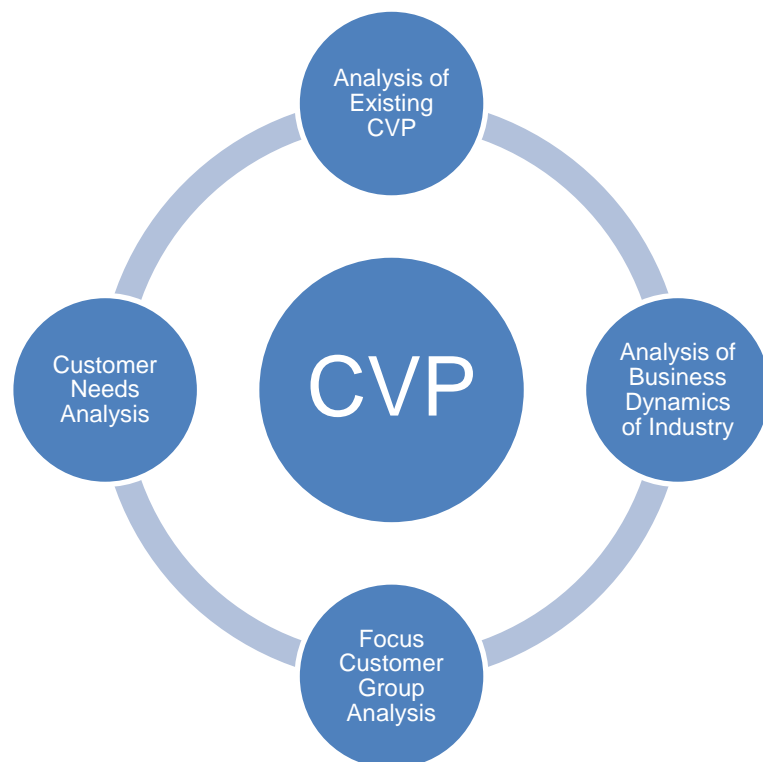 Analysis of
Existing
CVP
Customer
Needs
Analysis
CVP
Analysis of
Business
Dynamics
of Industry
Focus
Customer
Group
Analysis